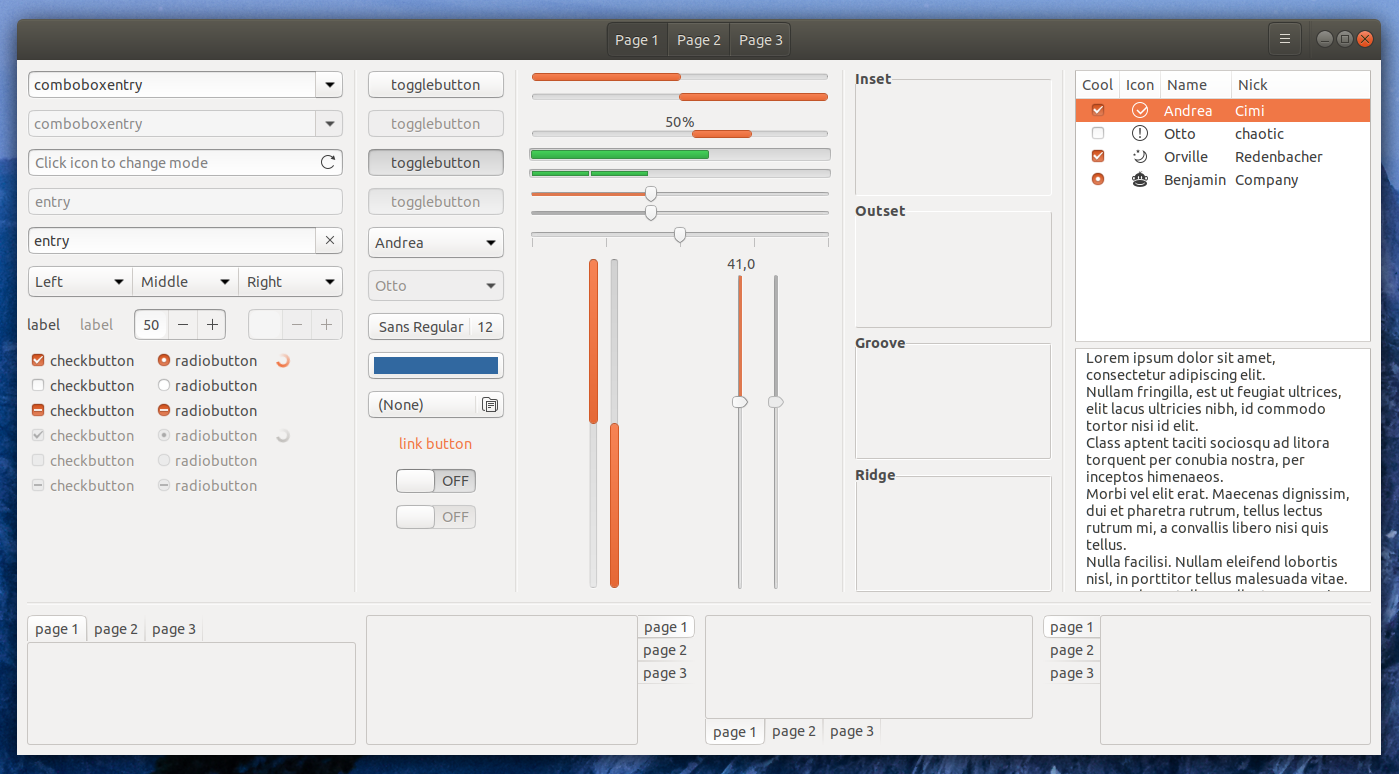 Page 1 Page 2 Page 3
comboboxentry
comboboxentry
Click icon to change mode
entry
entry
Left Middle Right
label label 50
checkbutton radiobutton
checkbutton radiobutton
checkbutton radiobutton
checkbutton radiobutton
checkbutton radiobutton
checkbutton radiobutton
togglebutton
togglebutton
togglebutton
togglebutton
Andrea
Otto
Sans Regular 12
(None)
link button
OFF
OFF
50%
41,0
Inset
Outset
Groove
Ridge
Cool Icon Name Nick
Andrea Cimi
Otto chaotic
Orville Redenbacher
Benjamin Company
Lorem ipsum dolor sit amet,
consectetur adipiscing elit.
Nullam fringilla, est ut feugiat ultrices,
elit lacus ultricies nibh, id commodo
tortor nisi id elit.
Class aptent taciti sociosqu ad litora
torquent per conubia nostra, per
inceptos himenaeos.
Morbi vel elit erat. Maecenas dignissim,
dui et pharetra rutrum, tellus lectus
rutrum mi, a convallis libero nisi quis
tellus.
Nulla facilisi. Nullam eleifend lobortis
nisl, in porttitor tellus malesuada vitae.
page 1 page 2 page 3
page 1
page 2
page 3
page 1 page 2 page 3
page 1
page 2
page 3